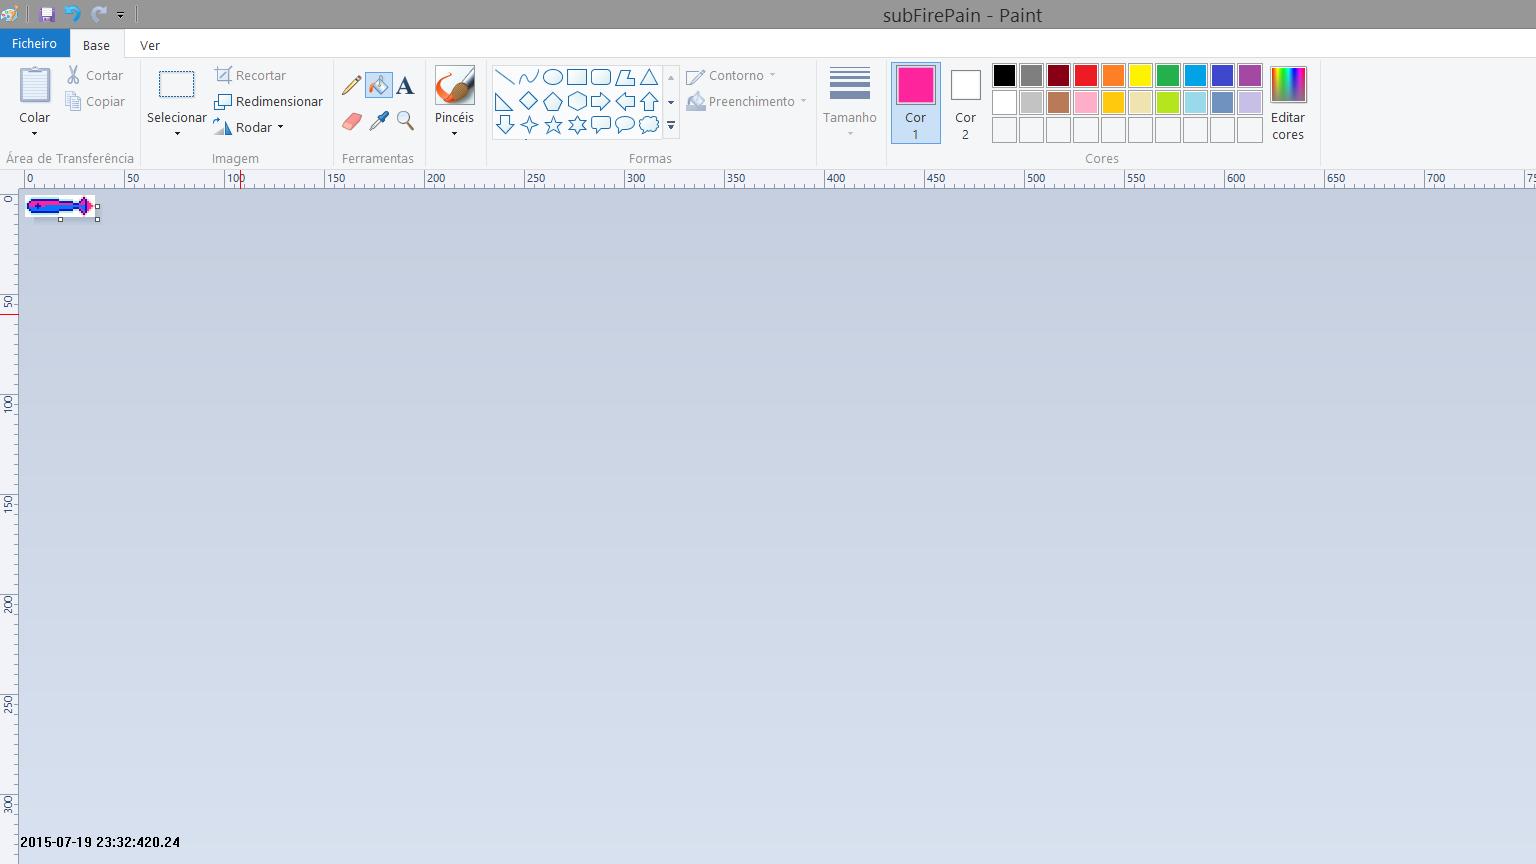 subFirePain - Paint
Ficheiro Base Ver
Colar
Cortar
Copiar
Área de Transferência
Selecionar
Recortar
Redimensionar
Rodar
Imagem
A
Ferramentas
Pincéis
Contorno
Preenchimento
Formas
Tamanho
Cor
1
Cor
2
Editar
cores
Cores
0 50 100 150 200 250 300 350 400 450 500 550 600 650 700
0
50
100
150
200
250
300
2015-07-19 23:32:420.24